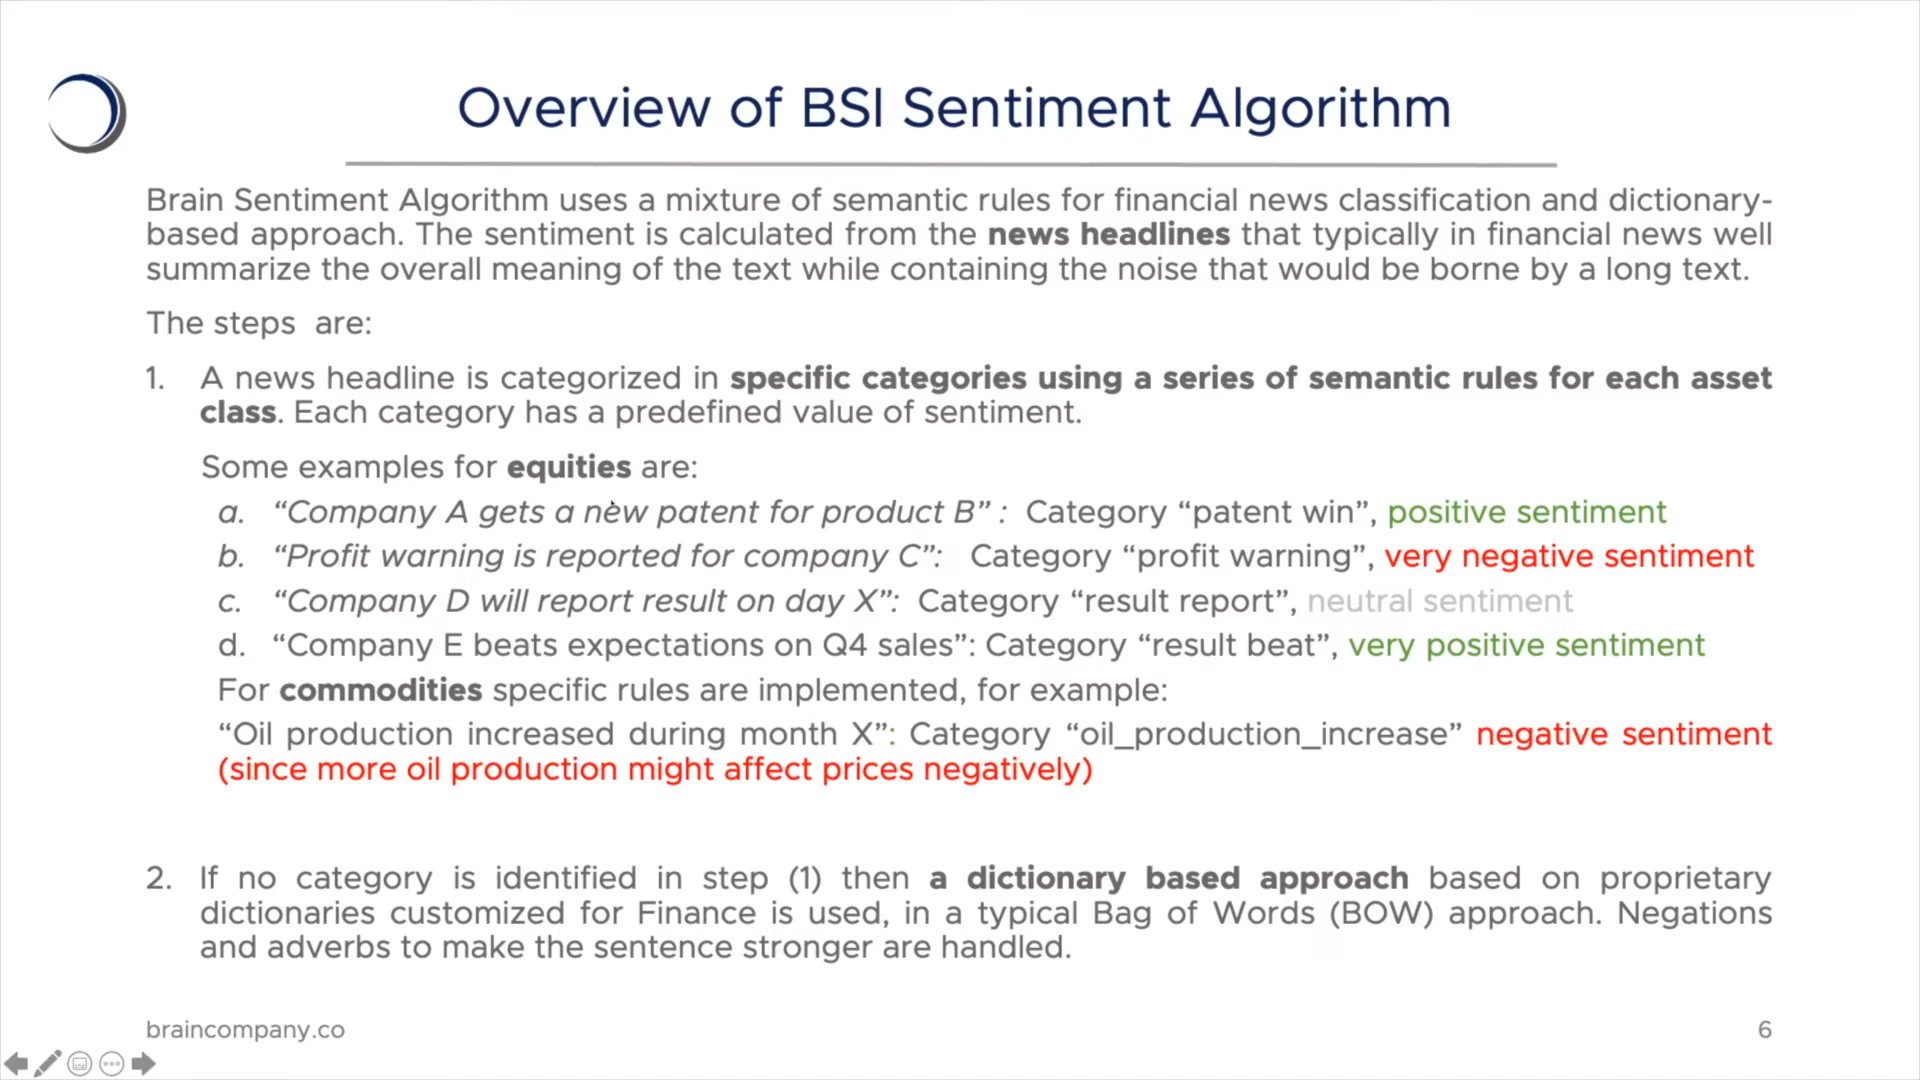 Overview of BSI Sentiment Algorithm
Brain Sentiment Algorithm uses a mixture of semantic rules for financial news classification and dictionary-
based approach. The sentiment is calculated from the news headlines that typically in financial news well
summarize the overall meaning of the text while containing the noise that would be borne by a long text.
The steps  are:
1. A news headline is categorized in specific categories using a series of semantic rules for each asset
class. Each category has a predefined value of sentiment.
Some examples for equities are:
a. “Company A gets a new patent for product B” :  Category “patent win”, positive sentiment
b. “Profit warning is reported for company C”:   Category “profit warning”, very negative sentiment
c. “Company D will report result on day X”:  Category “result report”, neutral sentiment
d. “Company E beats expectations on Q4 sales”: Category “result beat”, very positive sentiment
For commodities specific rules are implemented, for example:
“Oil production increased during month X”: Category “oil_production_increase” negative sentiment
(since more oil production might affect prices negatively)
2. If no category is identified in step (1) then a dictionary based approach based on proprietary
dictionaries customized for Finance is used, in a typical Bag of Words (BOW) approach. Negations
and adverbs to make the sentence stronger are handled.
braincompany.co 6